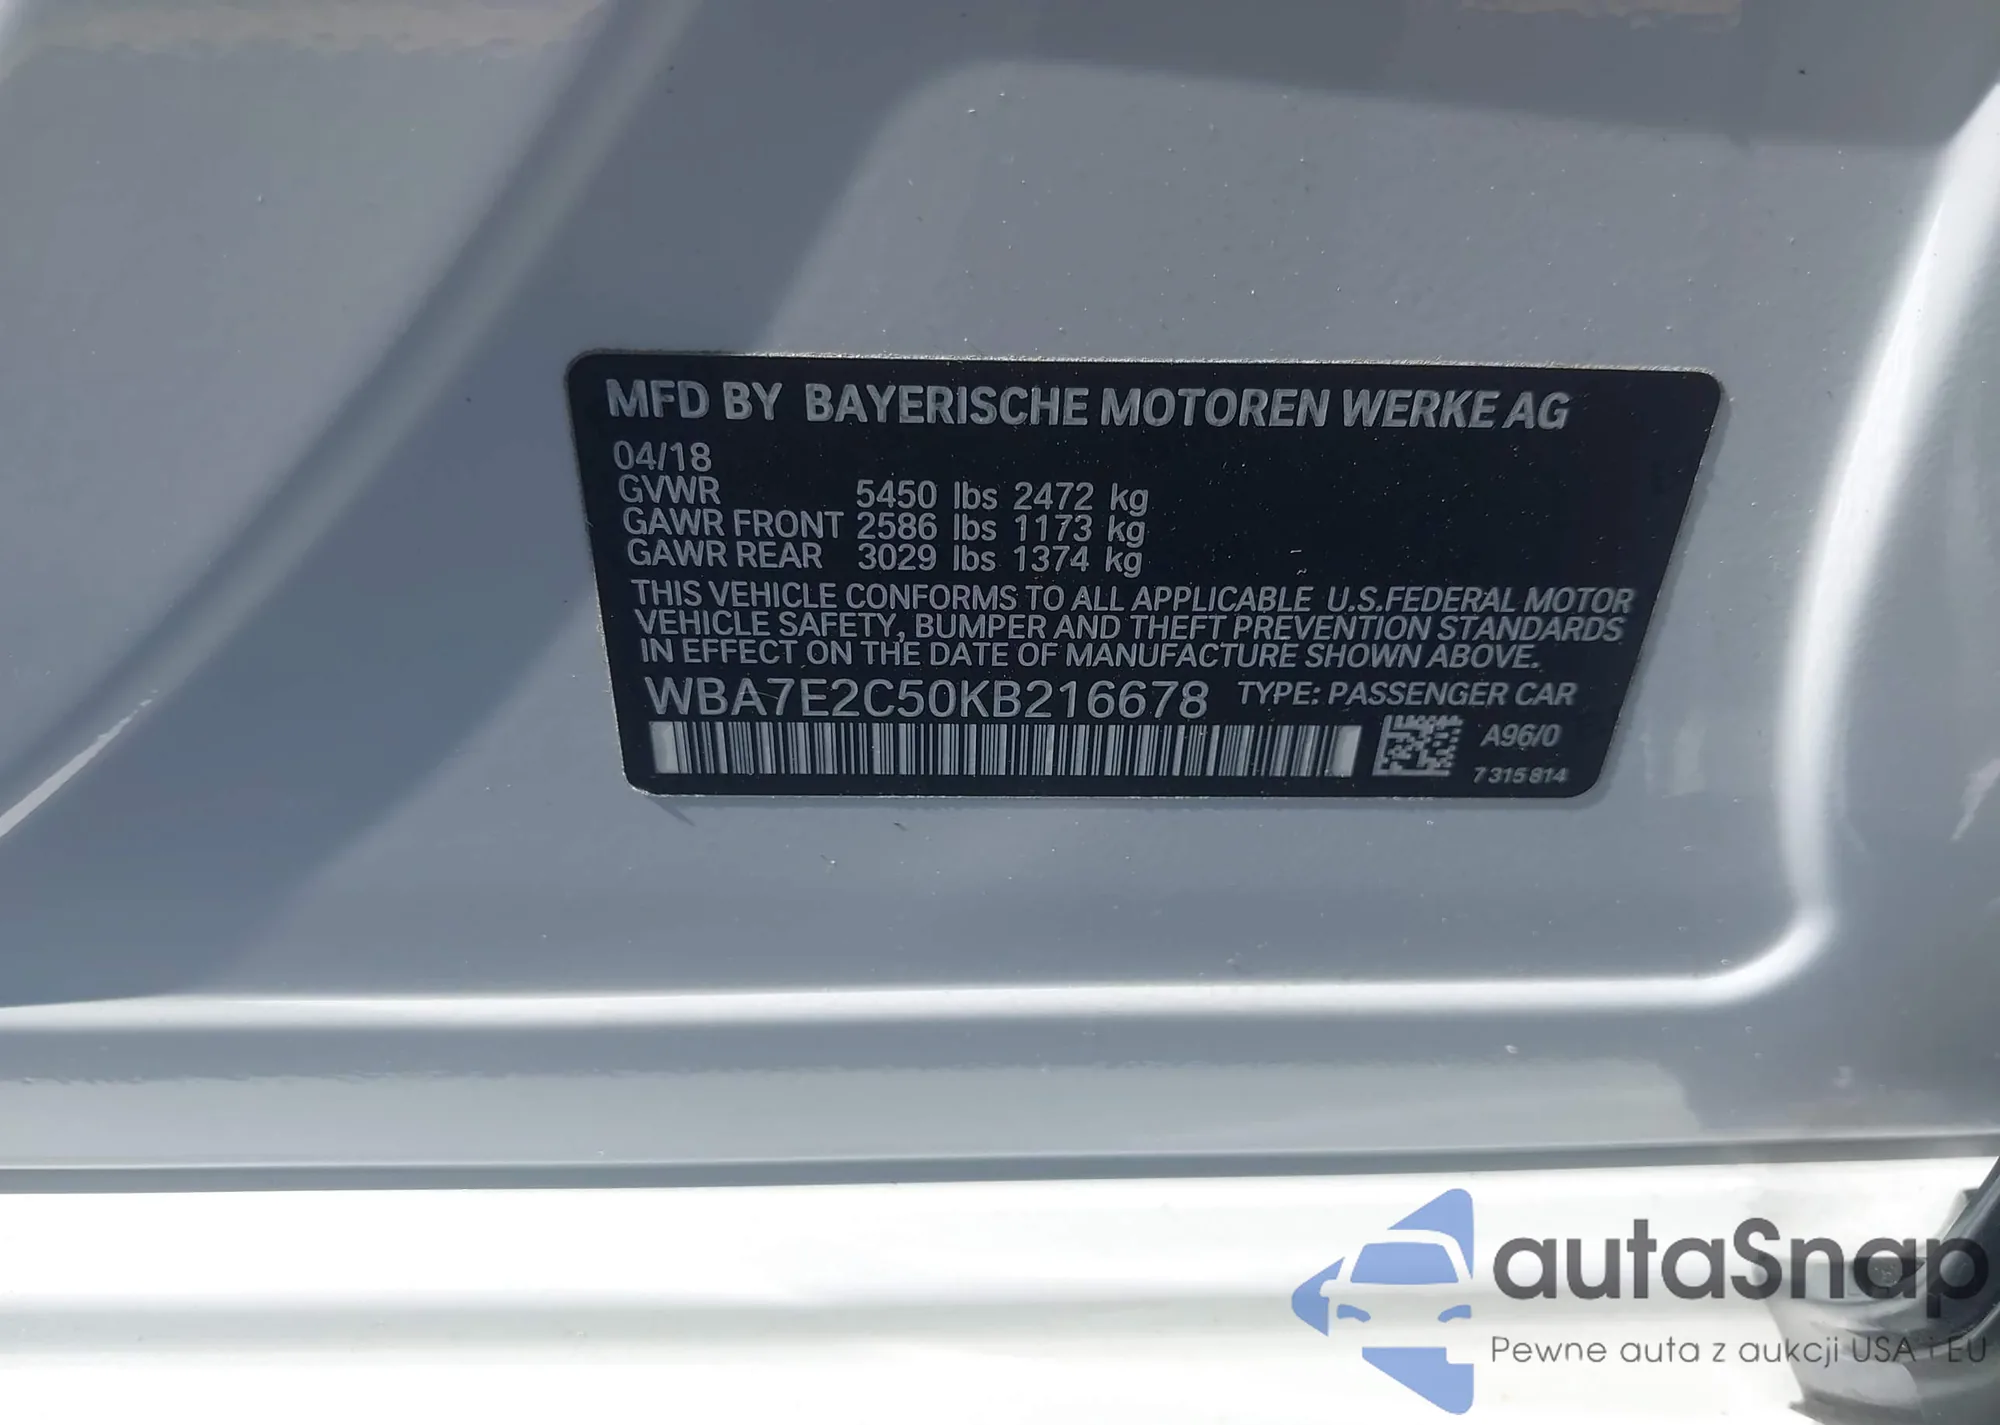 MFD BY BAYERISCHE MOTOREN WERKE AG
04/18
GVWR 5450 lbs 2472 kg
GAWR FRONT 2586 lbs 1173 kg
GAWR REAR 3029 lbs 1374 kg
THIS VEHICLE CONFORMS TO ALL APPLICABLE U.S.FEDERAL MOTOR
VEHICLE SAFETY, BUMPER AND THEFT PREVENTION STANDARDS
IN EFFECT ON THE DATE OF MANUFACTURE SHOWN ABOVE.
WBA7E2C50KB216678 TYPE: PASSENGER CAR
A96/0
7 315 814
autaSnap
Pewne auta z aukcji USA i EU